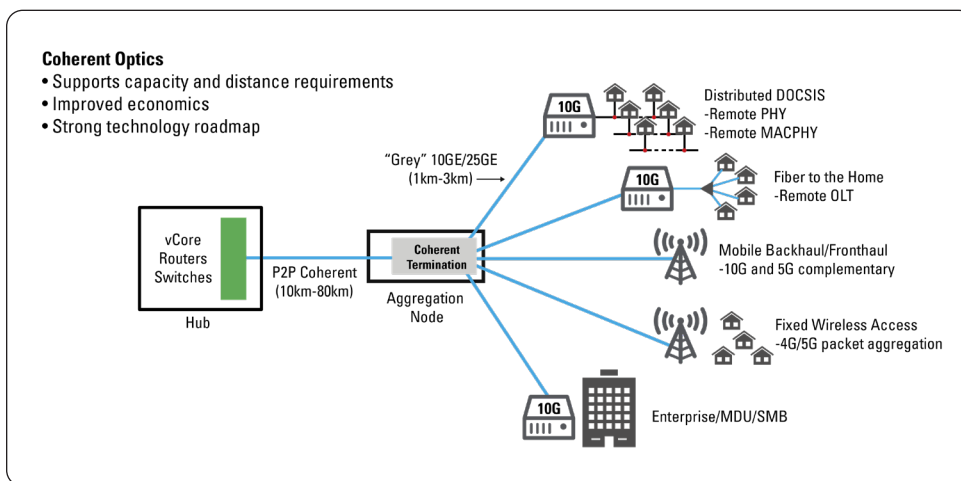 Coherent Optics
• Supports capacity and distance requirements
• Improved economics
• Strong technology roadmap
10G
Distributed DOCSIS
-Remote PHY
-Remote MACPHY
“Grey” 10GE/25GE
(1km-3km)
10G
Fiber to the Home
-Remote OLT
vCore
Routers
Switches
Hub
P2P Coherent
(10km-80km)
Coherent
Termination
Aggregation
Node
Mobile Backhaul/Fronthaul
-10G and 5G complementary
Fixed Wireless Access
-4G/5G packet aggregation
10G
Enterprise/MDU/SMB